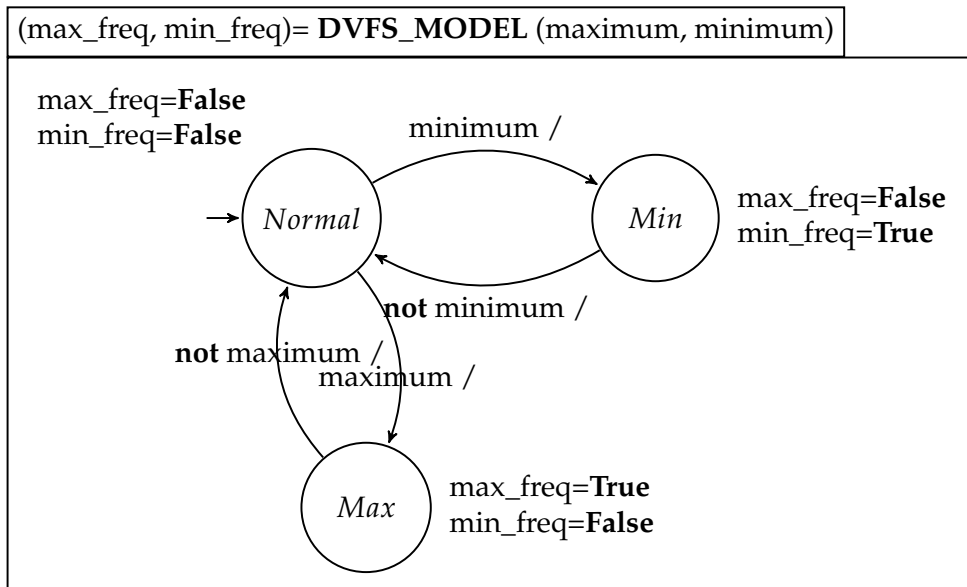 (max_freq, min_freq)= DVFS_MODEL (maximum, minimum)
max_freq=False
min_freq=False
minimum /
Normal
Min
max_freq=False
min_freq=True
not minimum /
not maximum /
maximum /
Max
max_freq=True
min_freq=False